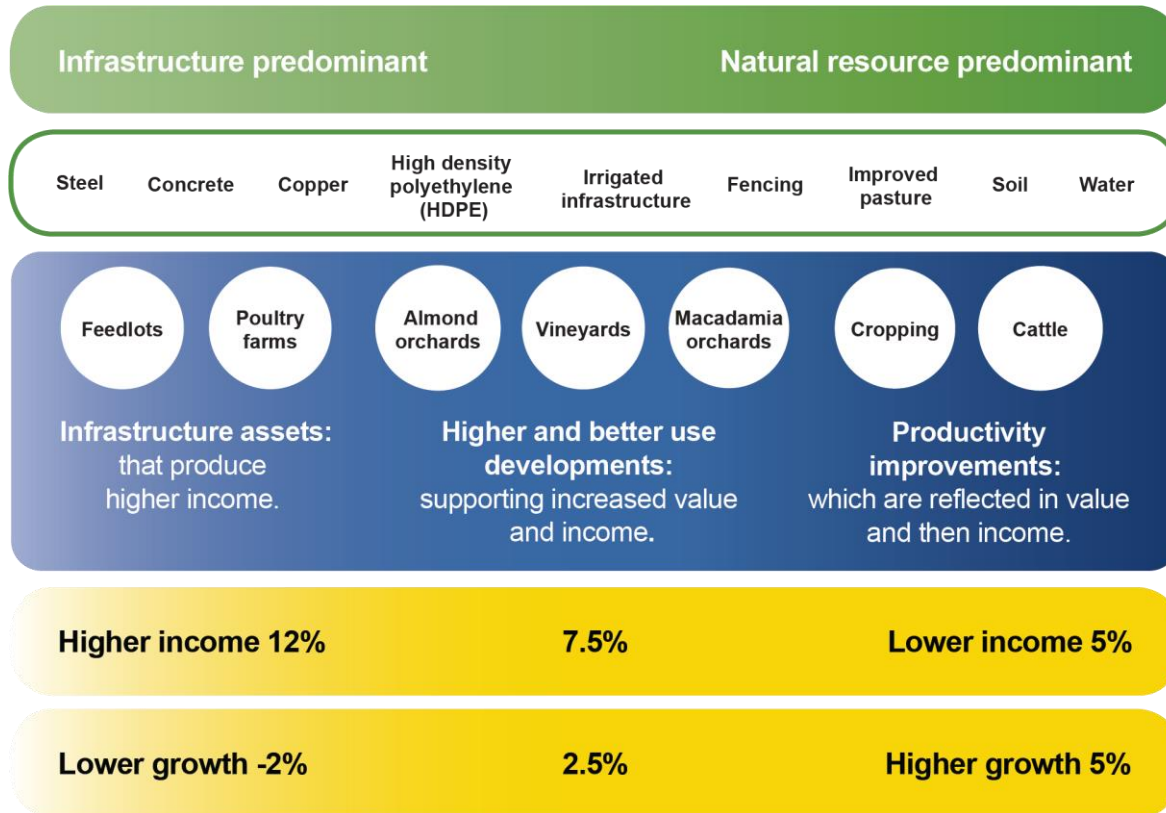 Infrastructure predominant
Natural resource predominant
Steel
Concrete
Copper
High density
polyethylene
(HDPE)
Irrigated
infrastructure
Fencing
Improved
pasture
Soil
Water
Feedlots
Poultry
farms
Almond
orchards
Vineyards
Macadamia
orchards
Cropping
Cattle
Infrastructure assets:
that produce
higher income.
Higher and better use
developments:
supporting increased value
and income.
Productivity
improvements:
which are reflected in value
and then income.
Higher income 12%
7.5%
Lower income 5%
Lower growth -2%
2.5%
Higher growth 5%